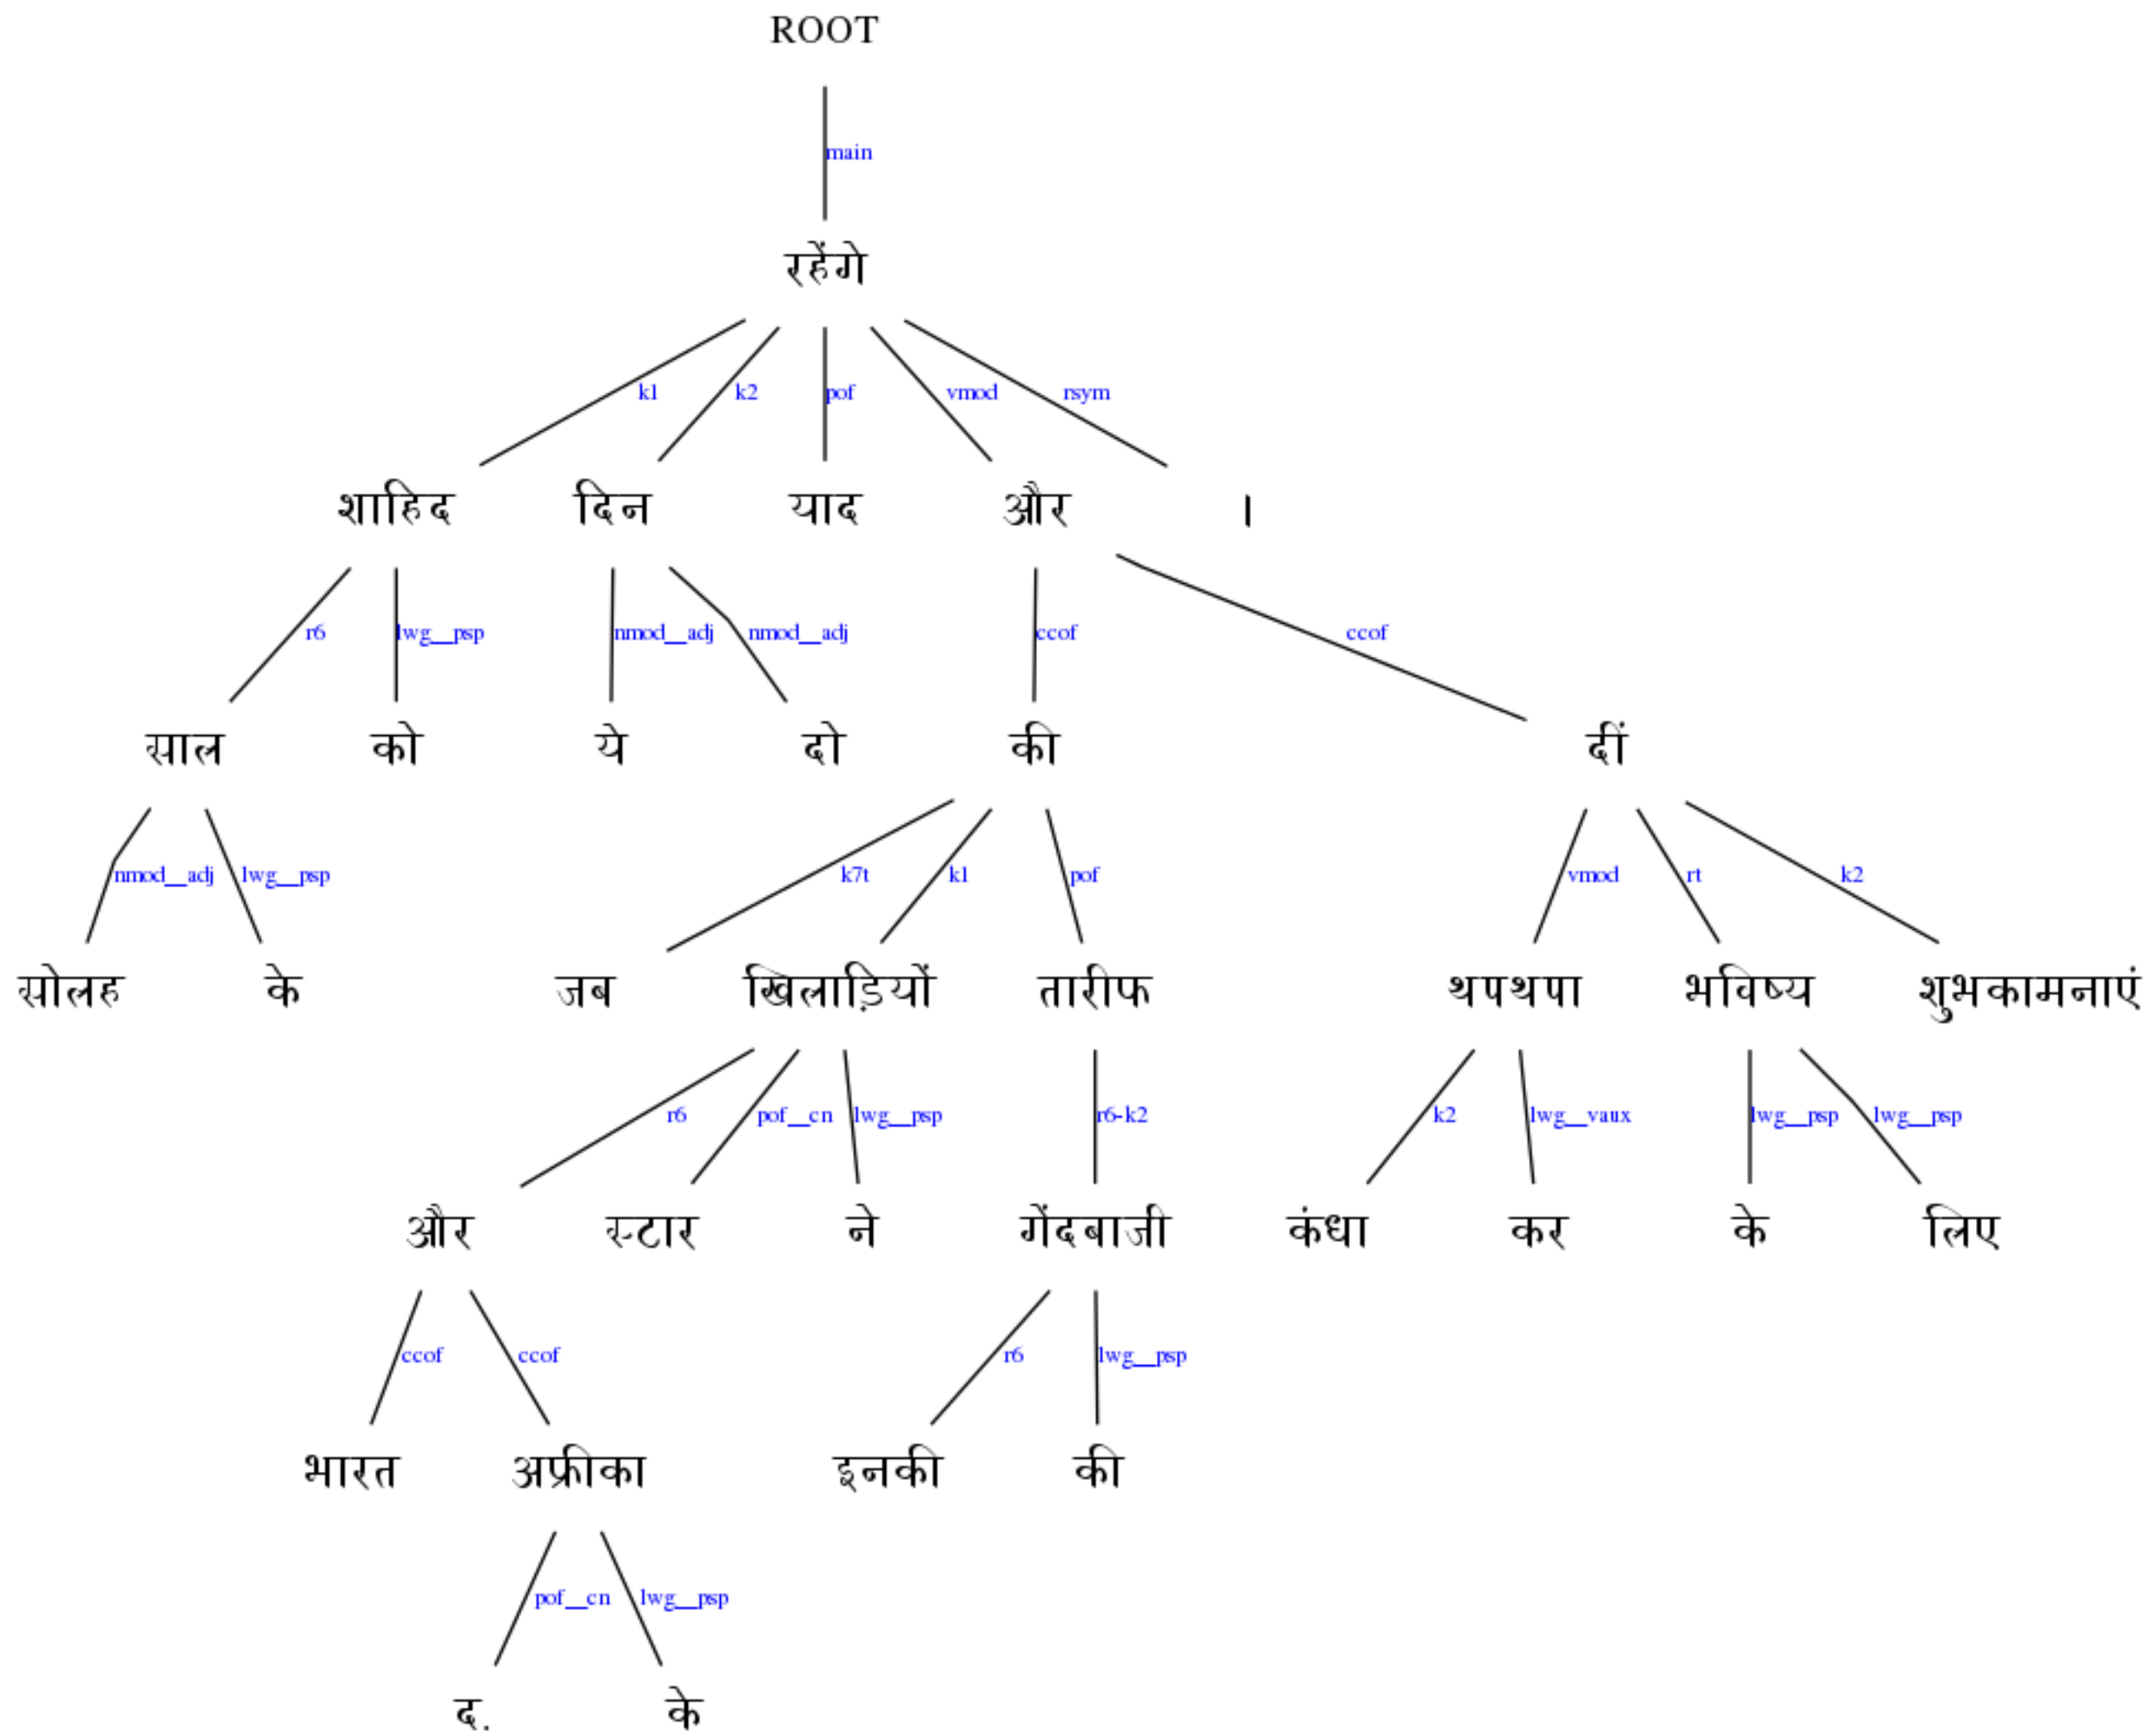 ROOT
main
रहेंगे
k1 k2 pof vmod rsym
शाहिद दिन याद और ।
r6 lwg__psp nmod__adj nmod__adj ccof ccof
साल को ये दो की दीं
nmod__adj lwg__psp k7t k1 pof vmod rt k2
सोलह के जब खिलाड़ियों तारीफ थपथपा भविष्य शुभकामनाएं
r6 pof__cn lwg__psp r6-k2 k2 lwg__vaux lwg__psp lwg__psp
और स्टार ने गेंदबाजी कंधा कर के लिए
ccof ccof r6 lwg__psp
भारत अफ्रीका इनकी की
pof__cn lwg__psp
द. के